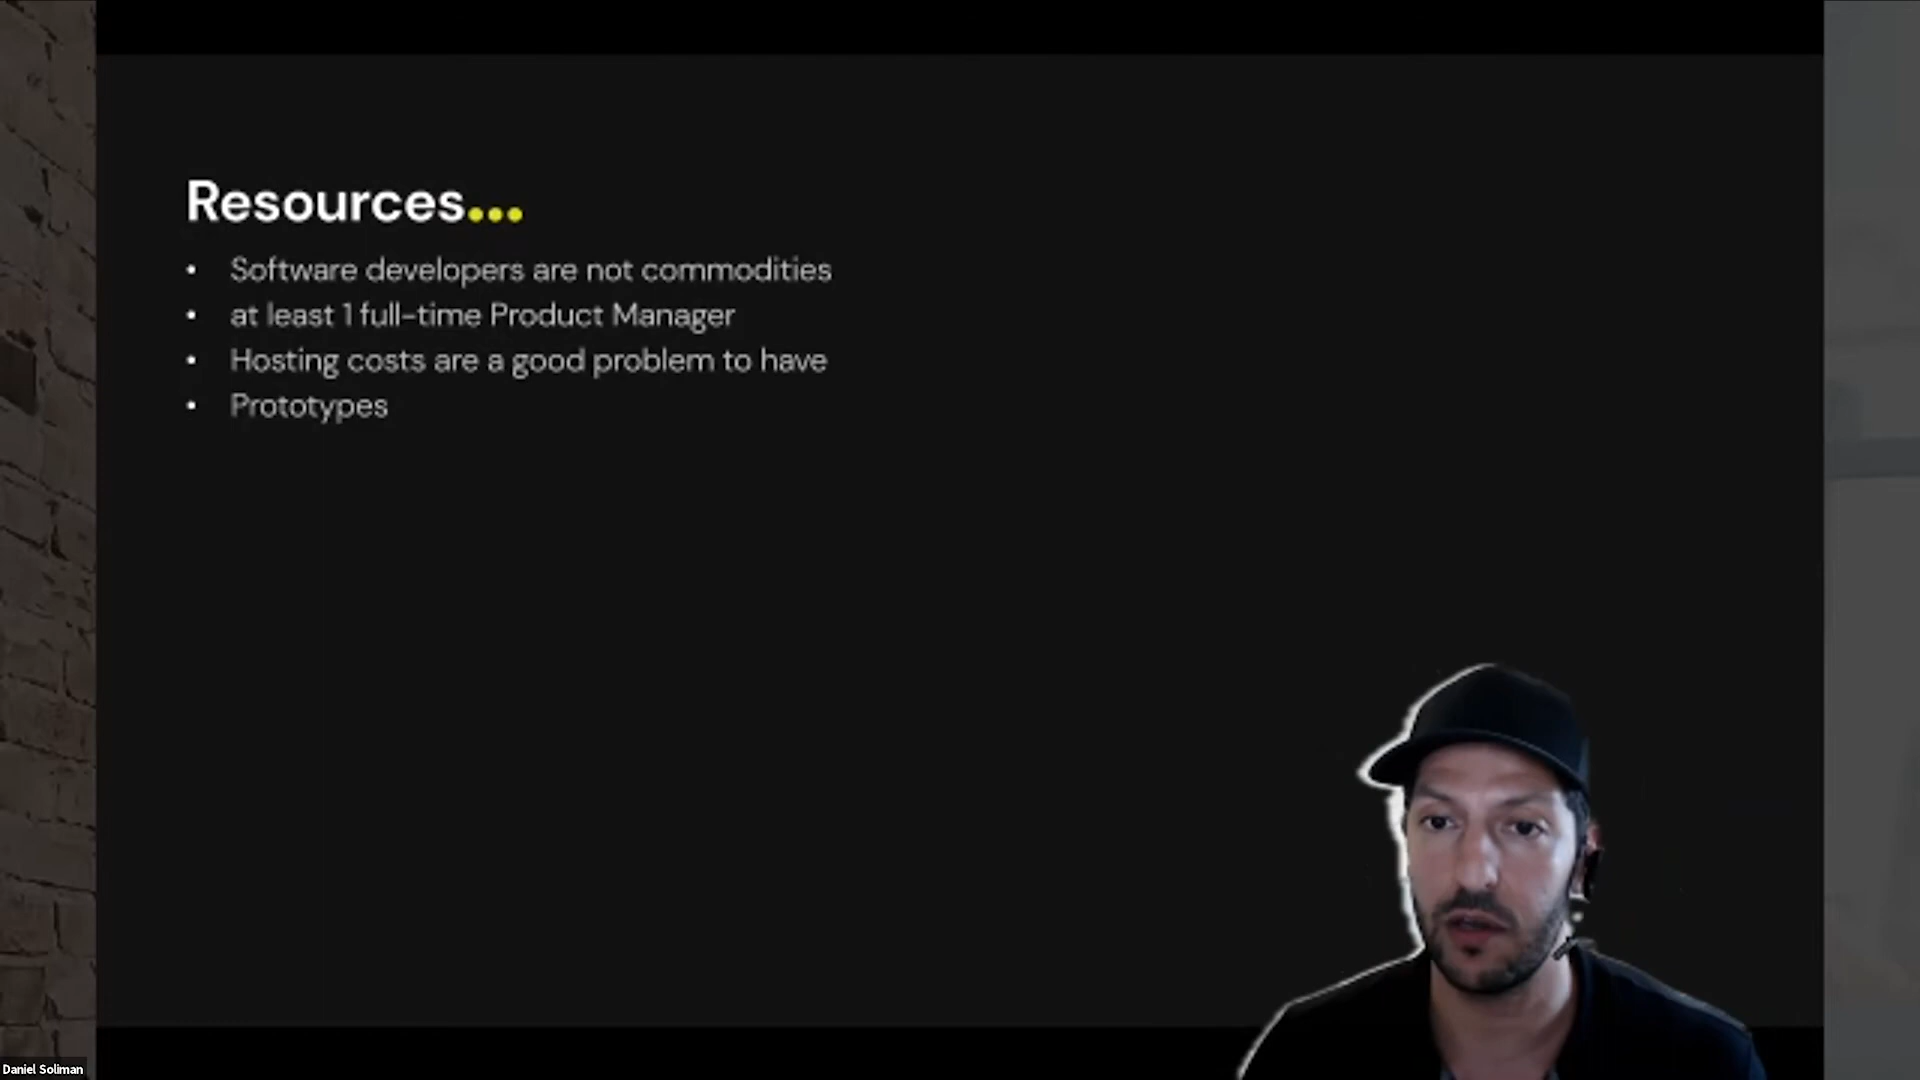 Resources...
• Software developers are not commodities
• at least 1 full-time Product Manager
• Hosting costs are a good problem to have
• Prototypes
Daniel Soliman